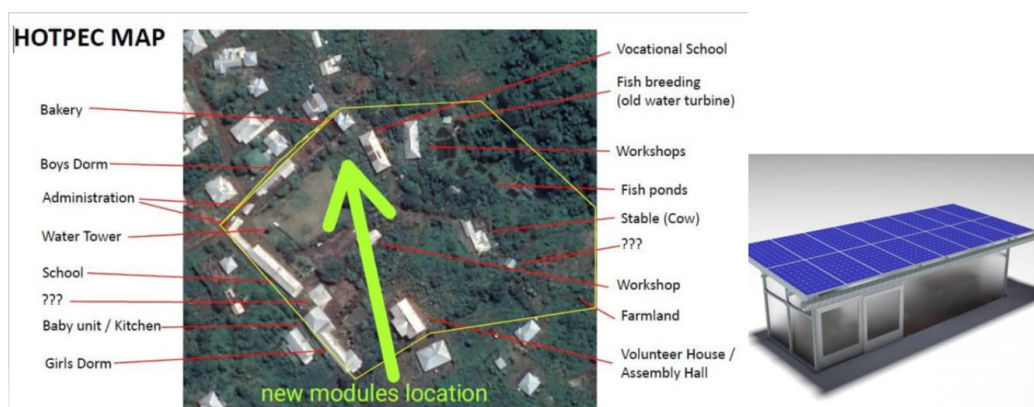 HOTPEC MAP
Bakery
Boys Dorm
Administration
Water Tower
School
???
Baby unit / Kitchen
Girls Dorm
Vocational School
Fish breeding
(old water turbine)
Workshops
Fish ponds
Stable (Cow)
???
Workshop
Farmland
Volunteer House /
Assembly Hall
new modules location